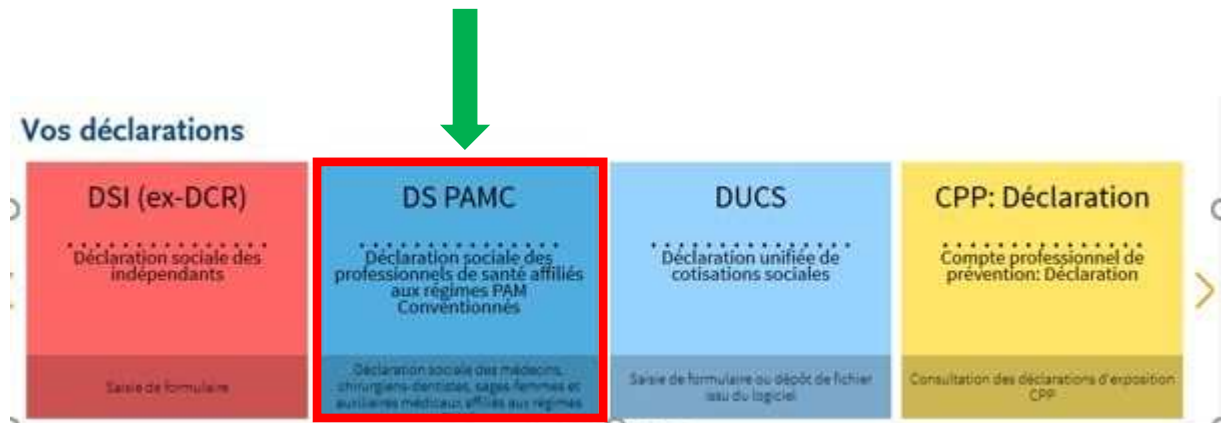 Vos déclarations
DSI (ex-DCR)
Déclaration sociale des
indépendants
Saisie de formulaire
DS PAMC
Déclaration sociale des
professionnels de santé affiliés
aux régimes PAM
Conventionnés
Déclaration sociale des médecins,
chirurgiens-dentistes, sages-femmes et
auxiliaires médicaux affiliés aux régimes
DUCS
Déclaration unifiée de
cotisations sociales
Saisie de formulaire ou dépôt de fichier
issu du logiciel
CPP: Déclaration
Compte professionnel de
prévention: Déclaration
Consultation des déclarations d'exposition
CPP